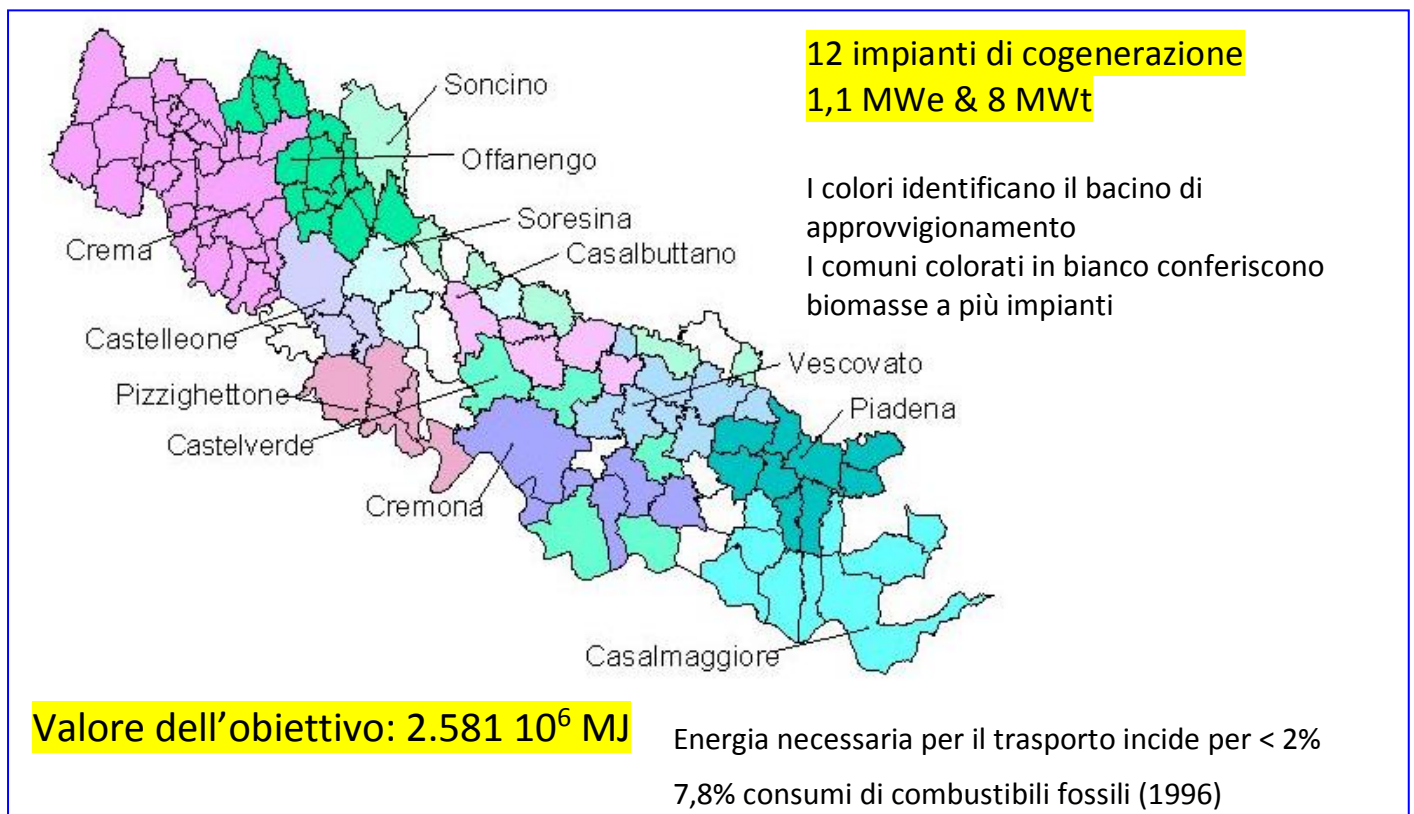 12 impianti di cogenerazione
1,1 MWe & 8 MWt
I colori identificano il bacino di
approvvigionamento
I comuni colorati in bianco conferiscono
biomasse a più impianti
Soncino
Offanengo
Soresina
Casalbuttano
Crema
Castelleone
Pizzighettone
Castelverde
Cremona
Vescovato
Piadena
Casalmaggiore
Valore dell’obiettivo: 2.581 10⁶ MJ
Energia necessaria per il trasporto incide per < 2%
7,8% consumi di combustibili fossili (1996)